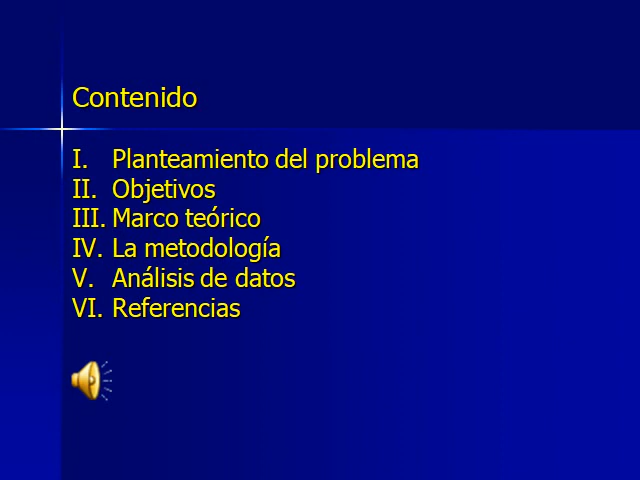 Contenido
I. Planteamiento del problema
II. Objetivos
III. Marco teórico
IV. La metodología
V. Análisis de datos
VI. Referencias